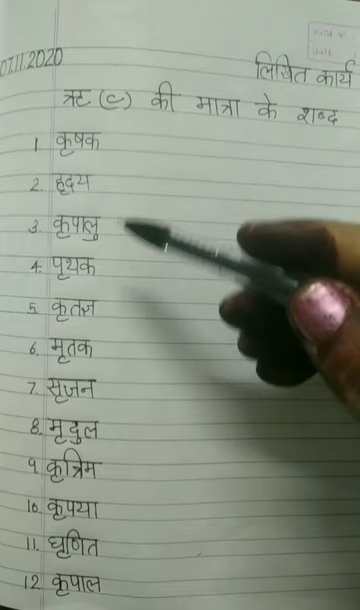 07.11.2020
लिखित कार्य
ऋ (ृ) की मात्रा के शब्द
1 कृषक
2. हृदय
3. कृपालु
4. पृथक
5. कृतज्ञ
6. मृतक
7. सृजन
8. मृदुल
9. कृत्रिम
10. कृपया
11. घृणित
12. कृपाल